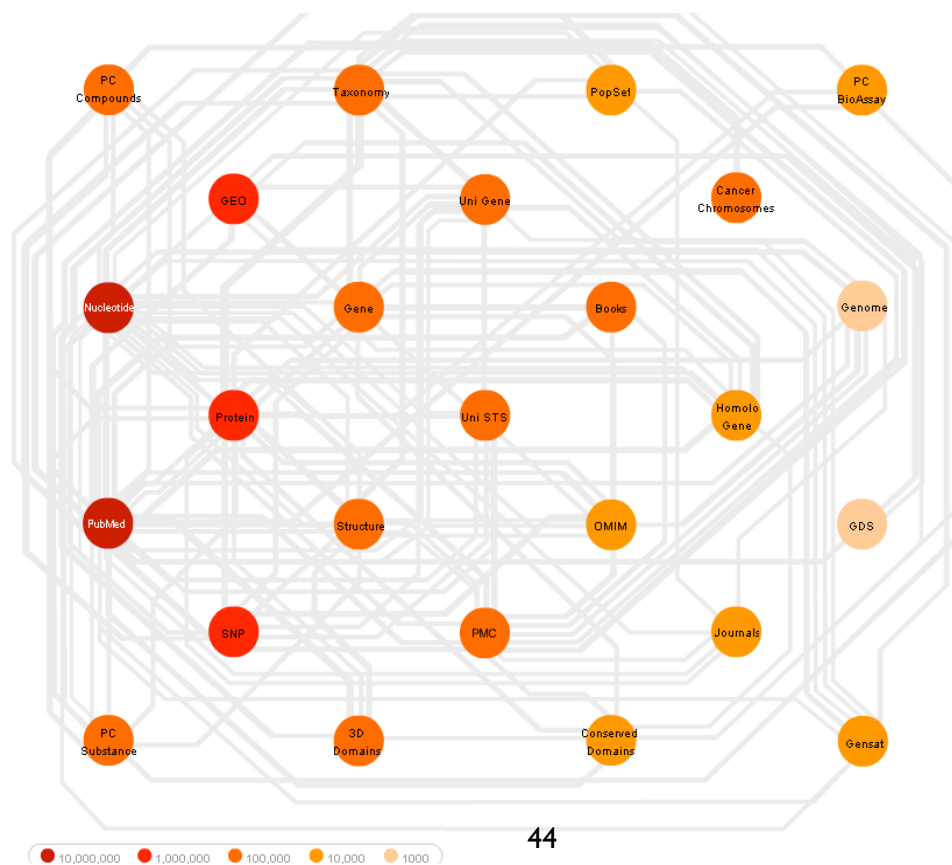 PC
Compounds
Taxonomy
PopSet
PC
BioAssay
GEO
Uni Gene
Cancer
Chromosomes
Nucleotide
Gene
Books
Genome
Protein
Uni STS
Homolo
Gene
PubMed
Structure
OMIM
GDS
SNP
PMC
Journals
PC
Substance
3D
Domains
Conserved
Domains
Gensat
44
10,000,000 1,000,000 100,000 10,000 1000